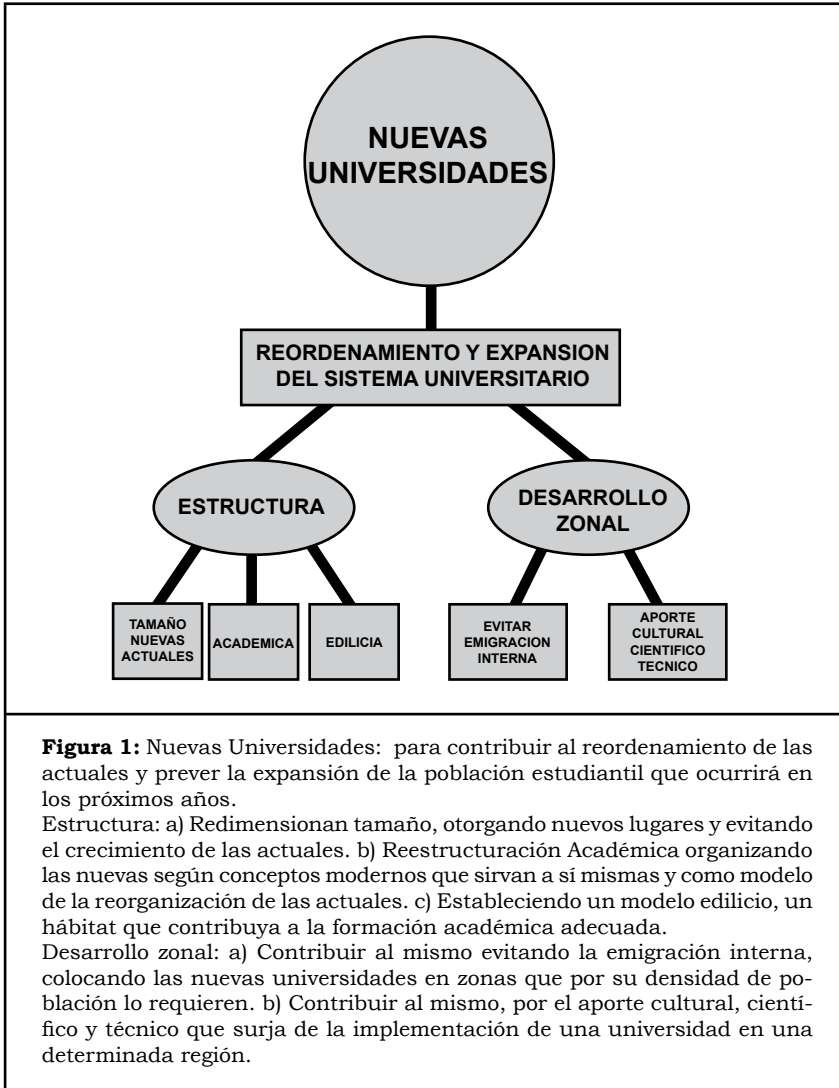 NUEVAS
UNIVERSIDADES
REORDENAMIENTO Y EXPANSION
DEL SISTEMA UNIVERSITARIO
ESTRUCTURA
DESARROLLO
ZONAL
TAMAÑO
NUEVAS
ACTUALES
ACADEMICA
EDILICIA
EVITAR
EMIGRACION
INTERNA
APORTE
CULTURAL
CIENTIFICO
TECNICO
Figura 1: Nuevas Universidades: para contribuir al reordenamiento de las
actuales y prever la expansión de la población estudiantil que ocurrirá en
los próximos años.
Estructura: a) Redimensionan tamaño, otorgando nuevos lugares y evitando
el crecimiento de las actuales. b) Reestructuración Académica organizando
las nuevas según conceptos modernos que sirvan a sí mismas y como modelo
de la reorganización de las actuales. c) Estableciendo un modelo edilicio, un
hábitat que contribuya a la formación académica adecuada.
Desarrollo zonal: a) Contribuir al mismo evitando la emigración interna,
colocando las nuevas universidades en zonas que por su densidad de po-
blación lo requieren. b) Contribuir al mismo, por el aporte cultural, cientí-
fico y técnico que surja de la implementación de una universidad en una
determinada región.